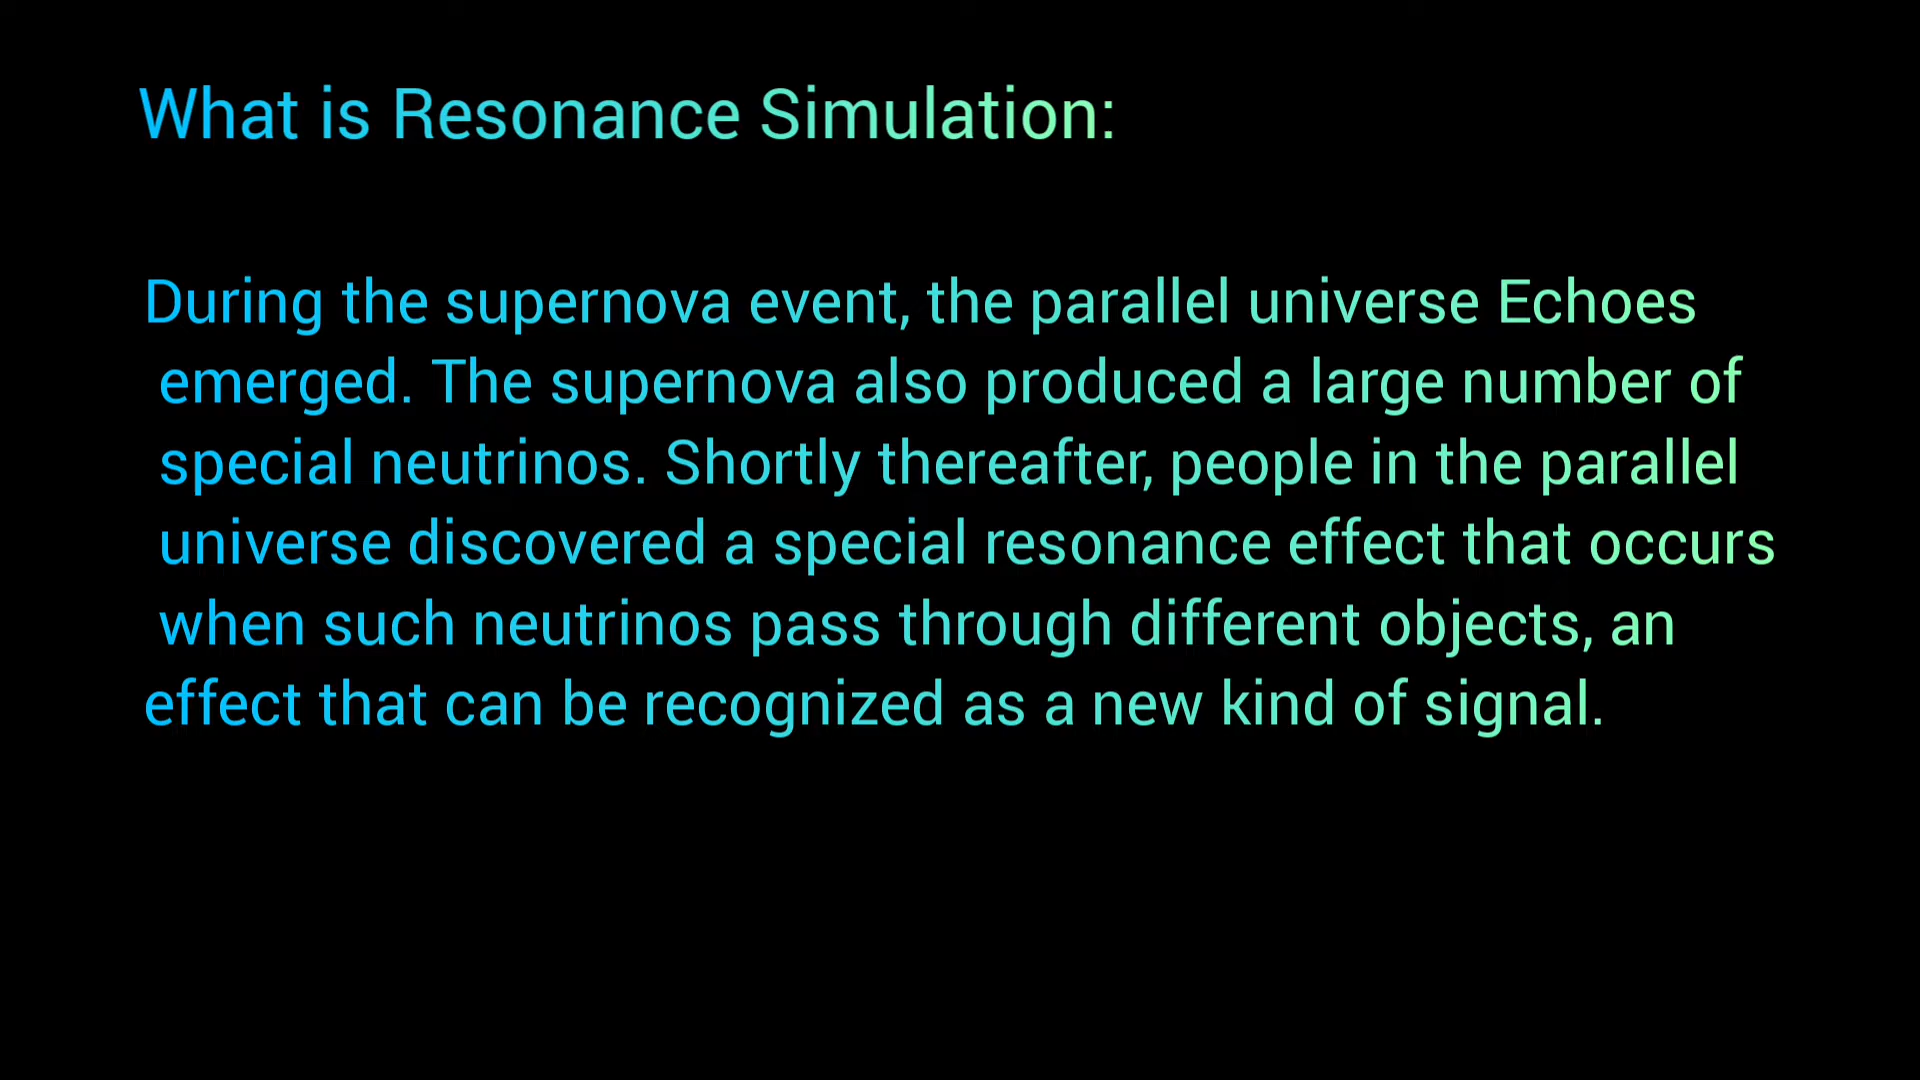 What is Resonance Simulation:
During the supernova event, the parallel universe Echoes
emerged. The supernova also produced a large number of
special neutrinos. Shortly thereafter, people in the parallel
universe discovered a special resonance effect that occurs
when such neutrinos pass through different objects, an
effect that can be recognized as a new kind of signal.